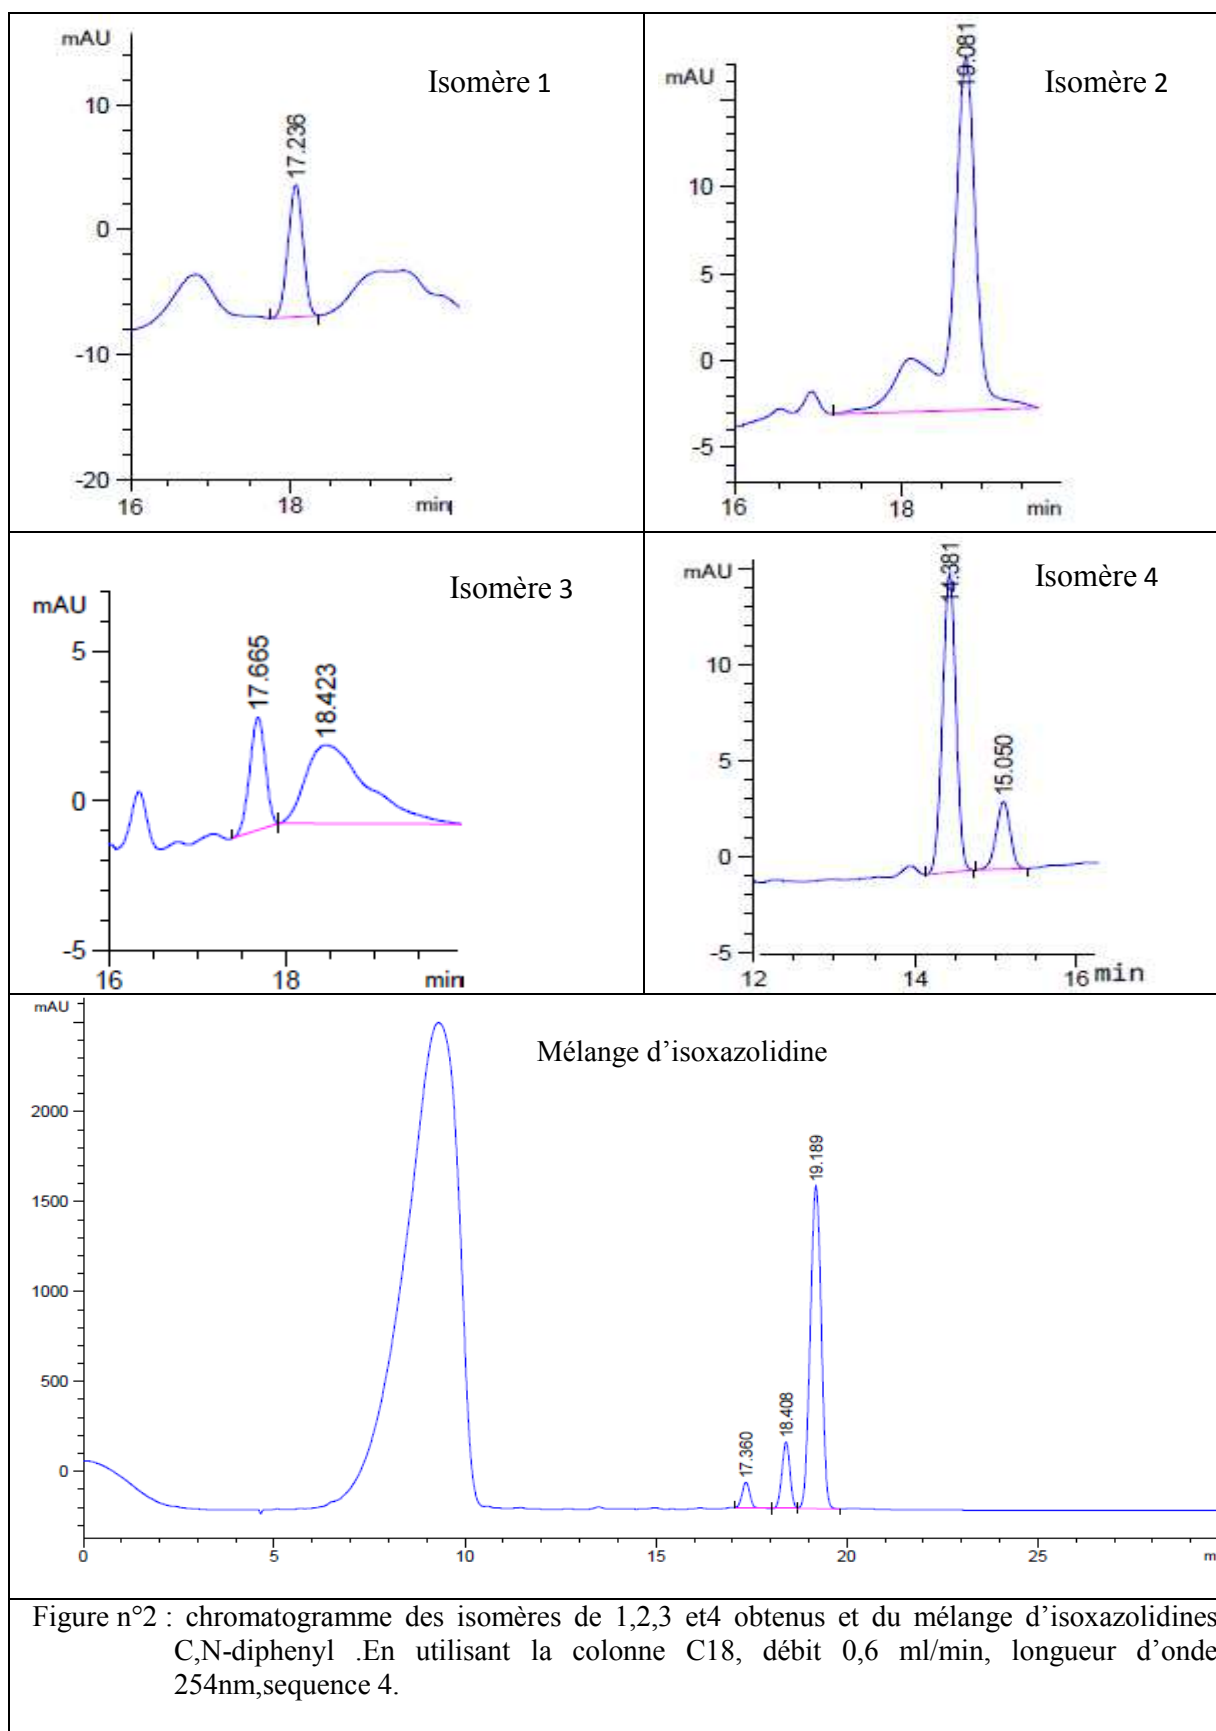 mAU
Isomère 1
17.236
10
0
-10
-20
16
18
min
mAU
Isomère 2
19.081
10
5
0
-5
16
18
min
mAU
Isomère 3
17.665
18.423
5
0
-5
16
18
min
mAU
Isomère 4
14.381
15.050
10
5
0
-5
12
14
16
min
mAU
Mélange d’isoxazolidine
2000
1500
1000
500
0
17.360
18.408
19.189
0
5
10
15
20
25
m
Figure n°2 : chromatogramme des isomères de 1,2,3 et4 obtenus et du mélange d’isoxazolidines
C,N-diphenyl .En utilisant la colonne C18, débit 0,6 ml/min, longueur d’onde
254nm,sequence 4.